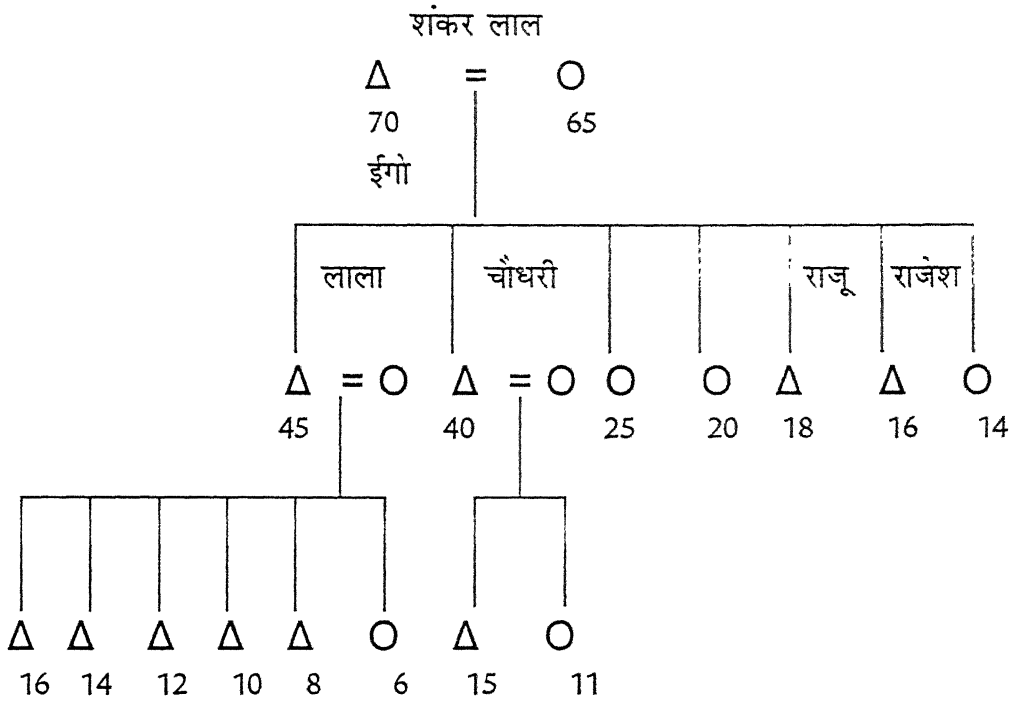 शंकर लाल
Δ = O
70 65
ईगो
लाला चौधरी राजू राजेश
Δ = O Δ = O O O Δ Δ O
45 40 25 20 18 16 14
Δ Δ Δ Δ Δ O Δ O
16 14 12 10 8 6 15 11